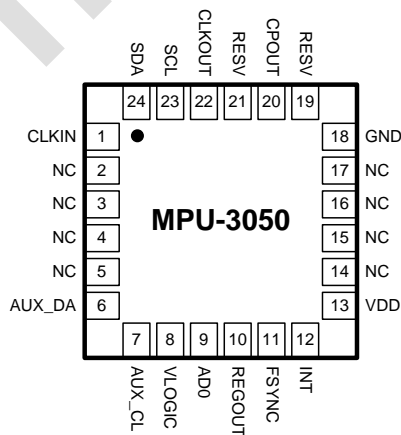 SDA SCL CLKOUT RESV CPOUT RESV
24 23 22 21 20 19
CLKIN 1 18 GND
NC 2 17 NC
NC 3 16 NC
MPU-3050
NC 4 15 NC
NC 5 14 NC
AUX_DA 6 13 VDD
7 8 9 10 11 12
AUX_CL VLOGIC AD0 REGOUT FSYNC INT